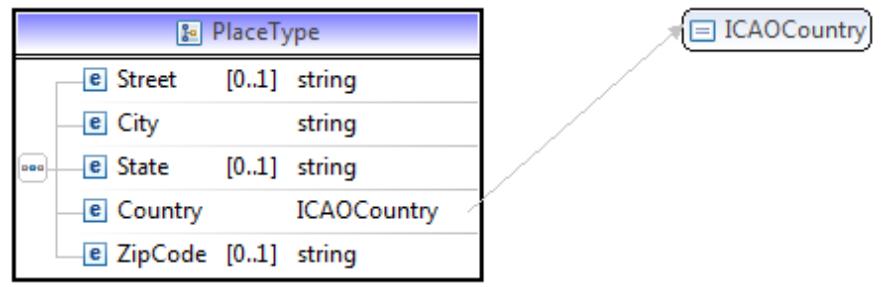 PlaceType
ICAOCountry
e Street [0..1] string
e City string
e State [0..1] string
e Country ICAOCountry
e ZipCode [0..1] string